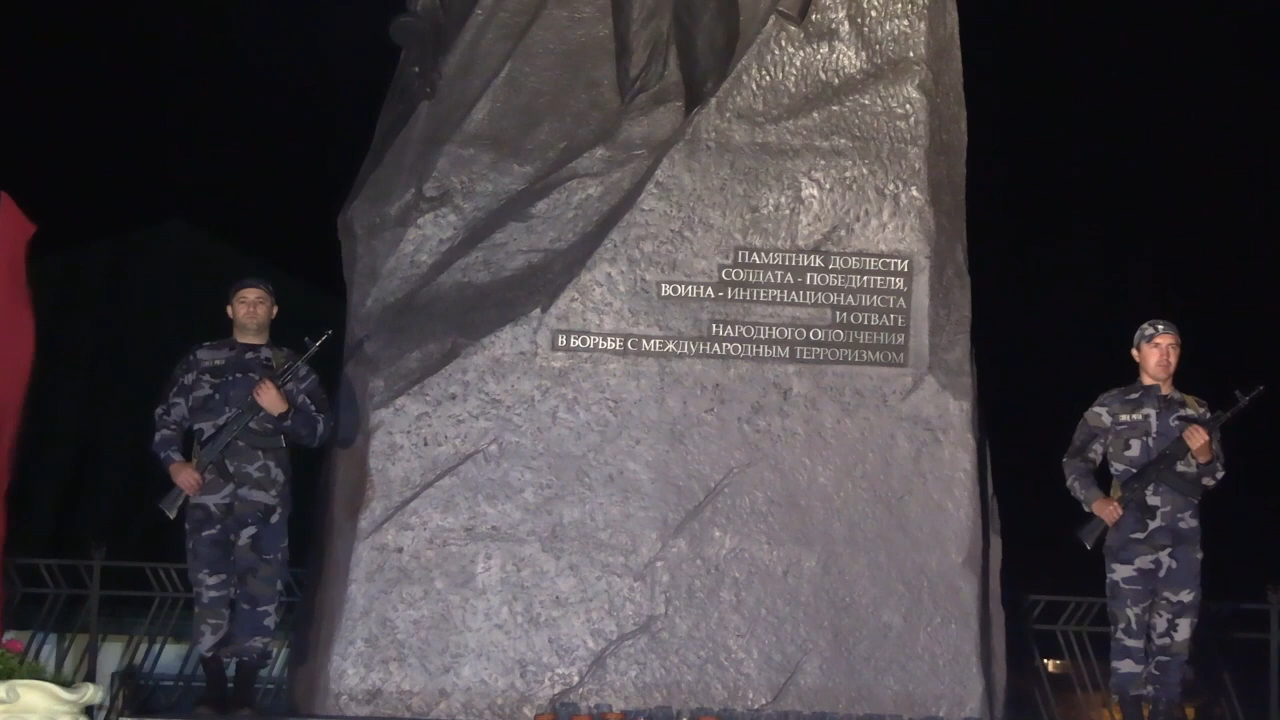 ПАМЯТНИК ДОБЛЕСТИ
СОЛДАТА - ПОБЕДИТЕЛЯ,
ВОИНА - ИНТЕРНАЦИОНАЛИСТА
И ОТВАГЕ
НАРОДНОГО ОПОЛЧЕНИЯ
В БОРЬБЕ С МЕЖДУНАРОДНЫМ ТЕРРОРИЗМОМ